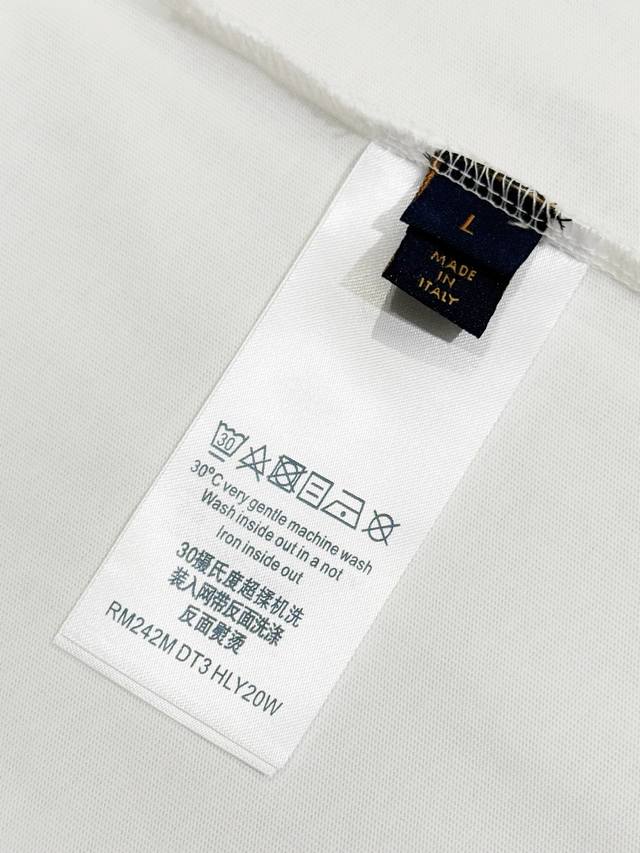 L
MADE
IN
ITALY
30
30°C very gentle machine wash
Wash inside out in a not
Iron inside out
30摄氏度超揉机洗
装入网带反面洗涤
反面熨烫
RM242M DT3 HLY20W